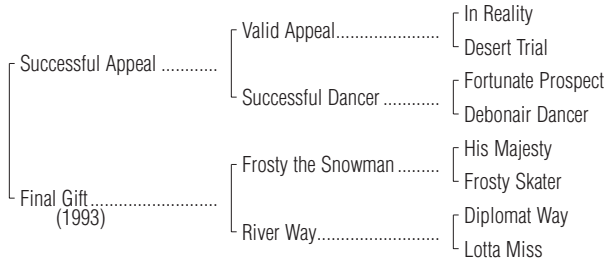 In Reality
Valid Appeal.....................
Desert Trial
Successful Appeal ............
Fortunate Prospect
Successful Dancer ............
Debonair Dancer
His Majesty
Frosty the Snowman .........
Frosty Skater
Final Gift...........................
(1993)
Diplomat Way
River Way.........................
Lotta Miss